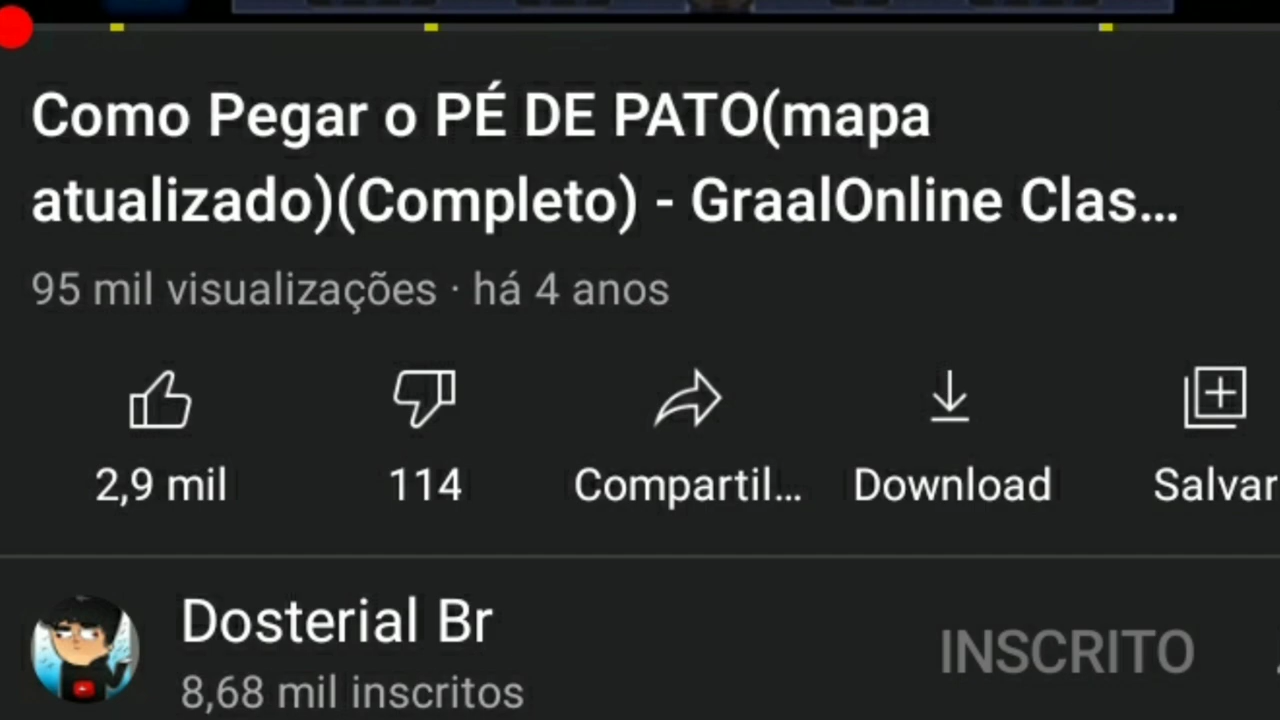 Como Pegar o PÉ DE PATO(mapa
atualizado)(Completo) - GraalOnline Clas...
95 mil visualizações · há 4 anos
2,9 mil 114 Compartil... Download Salvar
Dosterial Br
INSCRITO
8,68 mil inscritos